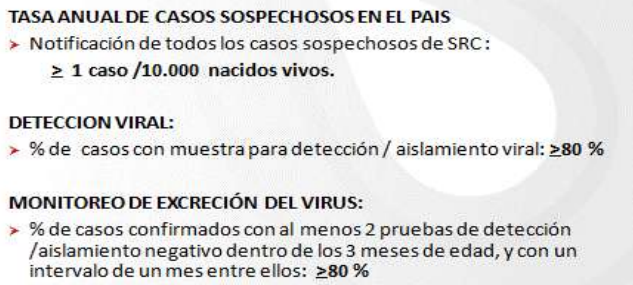 TASA ANUAL DE CASOS SOSPECHOSOS EN EL PAIS
➤ Notificación de todos los casos sospechosos de SRC:
≥ 1 caso /10.000 nacidos vivos.
DETECCION VIRAL:
➤ % de casos con muestra para detección / aislamiento viral: ≥80 %
MONITOREO DE EXCRECIÓN DEL VIRUS:
➤ % de casos confirmados con al menos 2 pruebas de detección
/aislamiento negativo dentro de los 3 meses de edad, y con un
intervalo de un mes entre ellos: ≥80 %